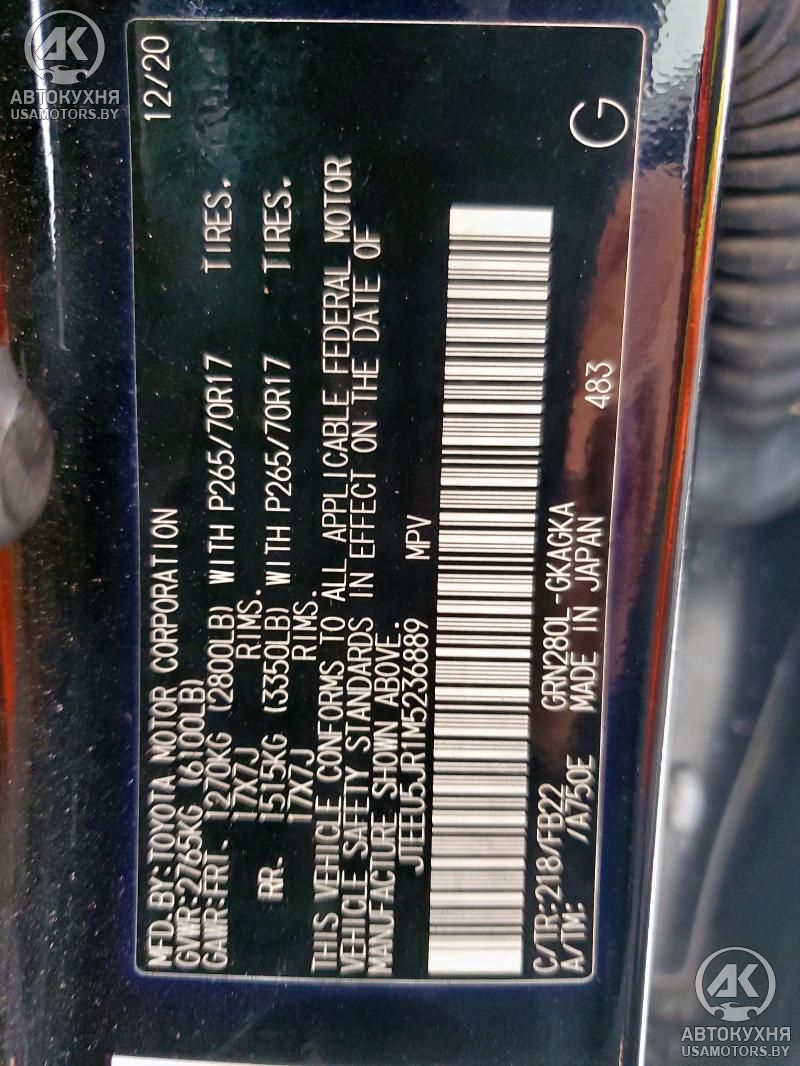 AK
АВТОКУХНЯ
USAMOTORS.BY
MFD.BY:TOYOTA MOTOR CORPORATION 12/20
GVWR:2765KG (6100LB)
GAWR:FRT. 1270KG (2800LB) WITH P265/70R17 TIRES.
17X7J RIMS.
RR. 1515KG (3350LB) WITH P265/70R17 TIRES.
17X7J RIMS.
THIS VEHICLE CONFORMS TO ALL APPLICABLE FEDERAL MOTOR
VEHICLE SAFETY STANDARDS IN EFFECT ON THE DATE OF
MANUFACTURE SHOWN ABOVE.
JTEEU5JR1M5236889 MPV
C/TR:218/FB22 GRN280L-GKAGKA 483 G
A/TM: /A750E MADE IN JAPAN
AK
АВТОКУХНЯ
USAMOTORS.BY